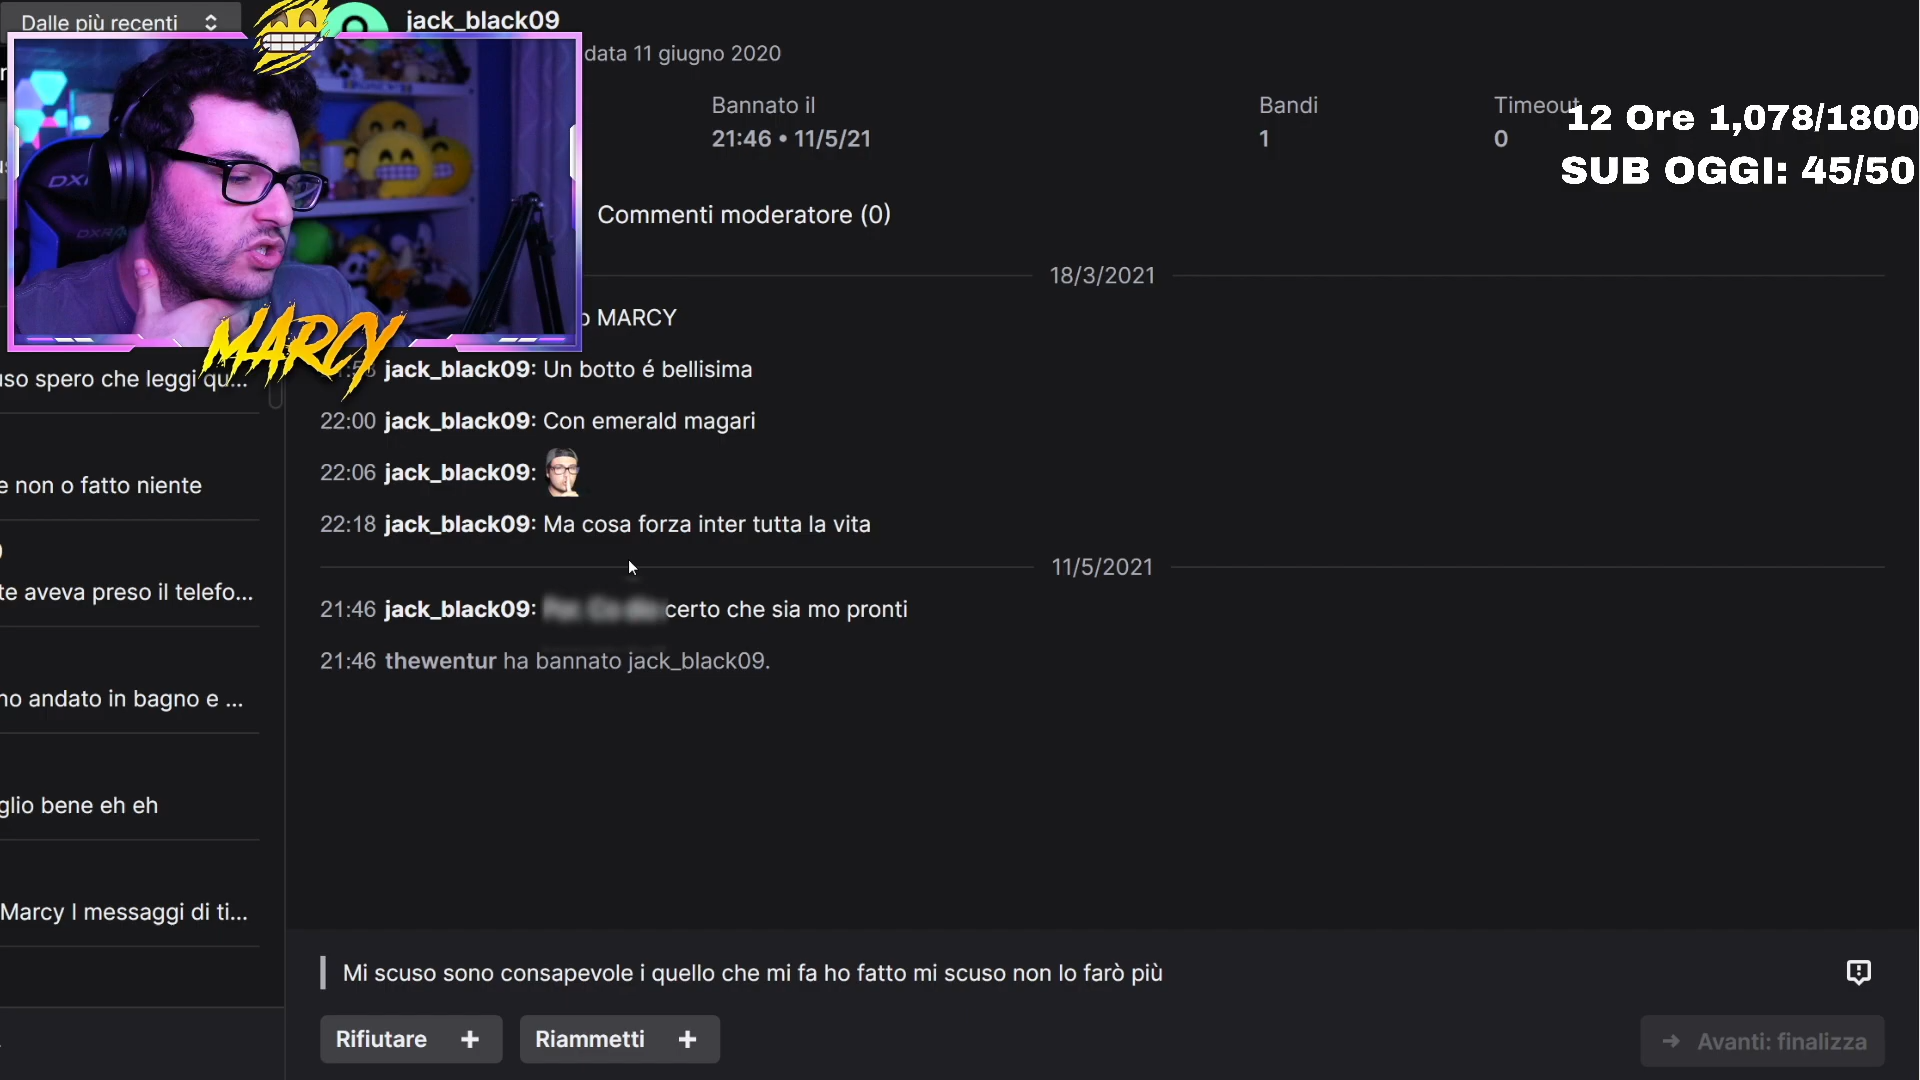 Dalle più recenti
jack_black09
data 11 giugno 2020
Bannato il
21:46 • 11/5/21
Bandi
1
Timeout
0
12 Ore 1,078/1800
SUB OGGI: 45/50
DX
DXRA
MARCY
Commenti moderatore (0)
18/3/2021
o MARCY
jack_black09: Un botto é bellisima
22:00 jack_black09: Con emerald magari
22:06 jack_black09:
22:18 jack_black09: Ma cosa forza inter tutta la vita
11/5/2021
21:46 jack_black09: certo che sia mo pronti
21:46 thewentur ha bannato jack_black09.
uso spero che leggi qu...
e non o fatto niente
te aveva preso il telefo...
no andato in bagno e ...
glio bene eh eh
Marcy I messaggi di ti...
Mi scuso sono consapevole i quello che mi fa ho fatto mi scuso non lo farò più
Rifiutare +
Riammetti +
→ Avanti: finalizza